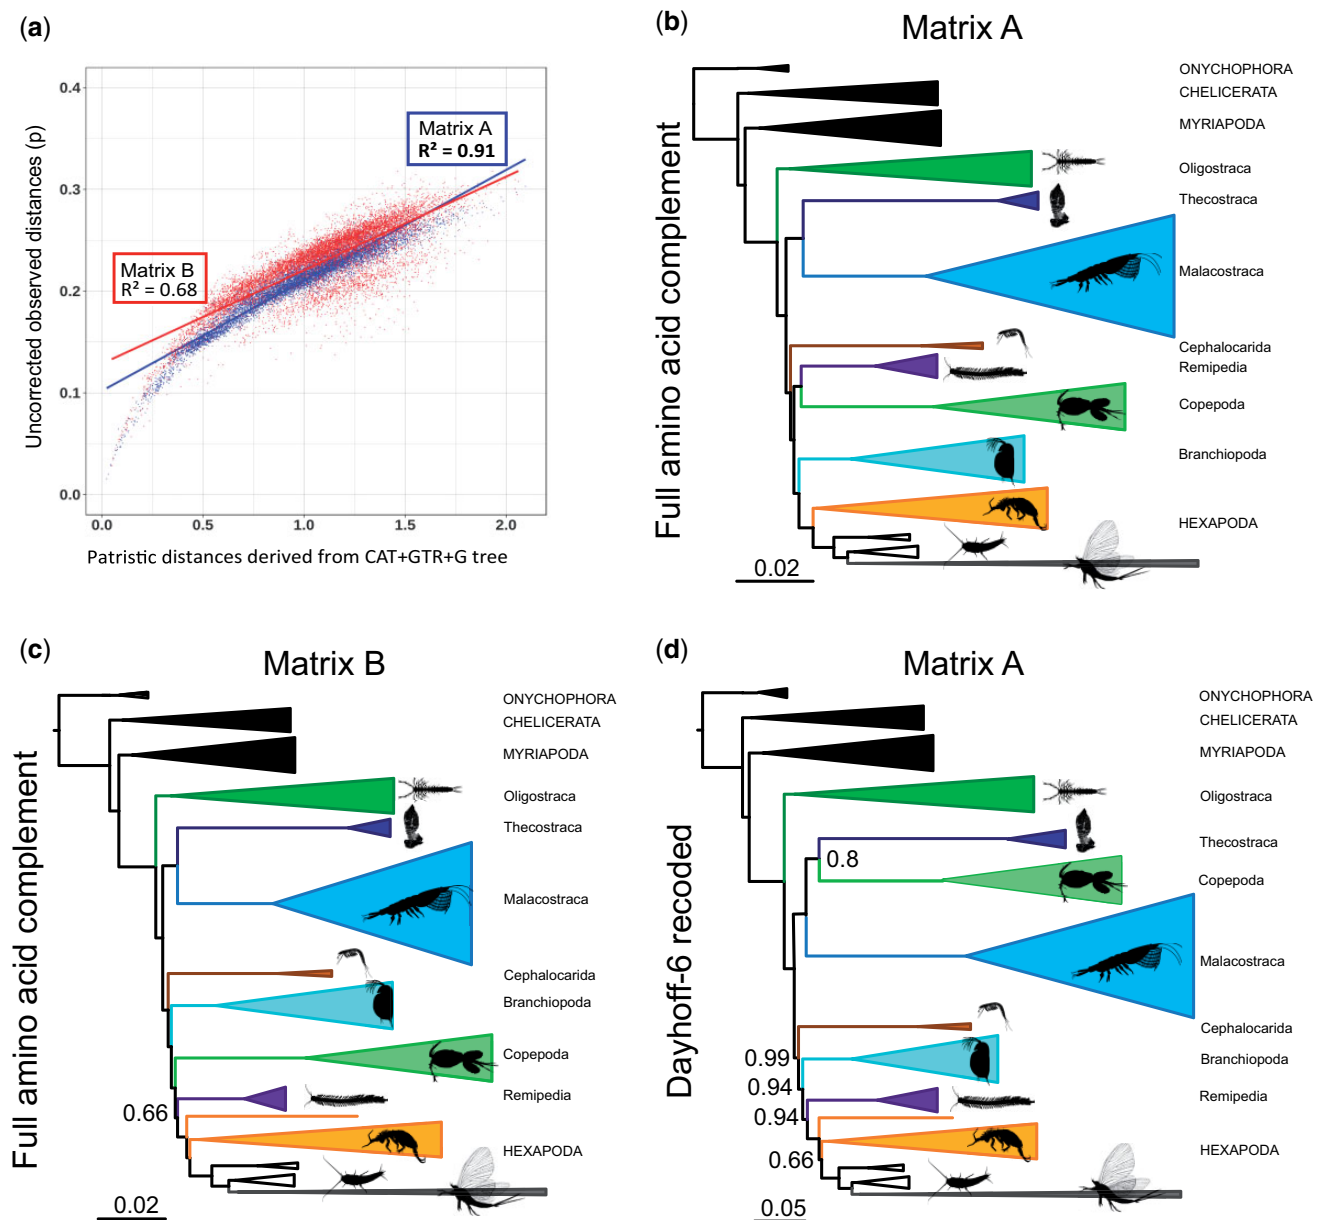 (a)
0.4
0.3
0.2
0.1
0.0
0.0
0.5
1.0
1.5
2.0
Uncorrected observed distances (p)
Patristic distances derived from CAT+GTR+G tree
Matrix A
R² = 0.91
Matrix B
R² = 0.68
(b)
Matrix A
Full amino acid complement
ONYCHOPHORA
CHELICERATA
MYRIAPODA
Oligostraca
Thecostraca
Malacostraca
Cephalocarida
Remipedia
Copepoda
Branchiopoda
HEXAPODA
0.02
(c)
Matrix B
Full amino acid complement
ONYCHOPHORA
CHELICERATA
MYRIAPODA
Oligostraca
Thecostraca
Malacostraca
Cephalocarida
Branchiopoda
Copepoda
Remipedia
0.66
HEXAPODA
0.02
(d)
Matrix A
Dayhoff-6 recoded
ONYCHOPHORA
CHELICERATA
MYRIAPODA
Oligostraca
Thecostraca
0.8
Copepoda
Malacostraca
Cephalocarida
0.99
Branchiopoda
0.94
Remipedia
0.94
HEXAPODA
0.66
0.05